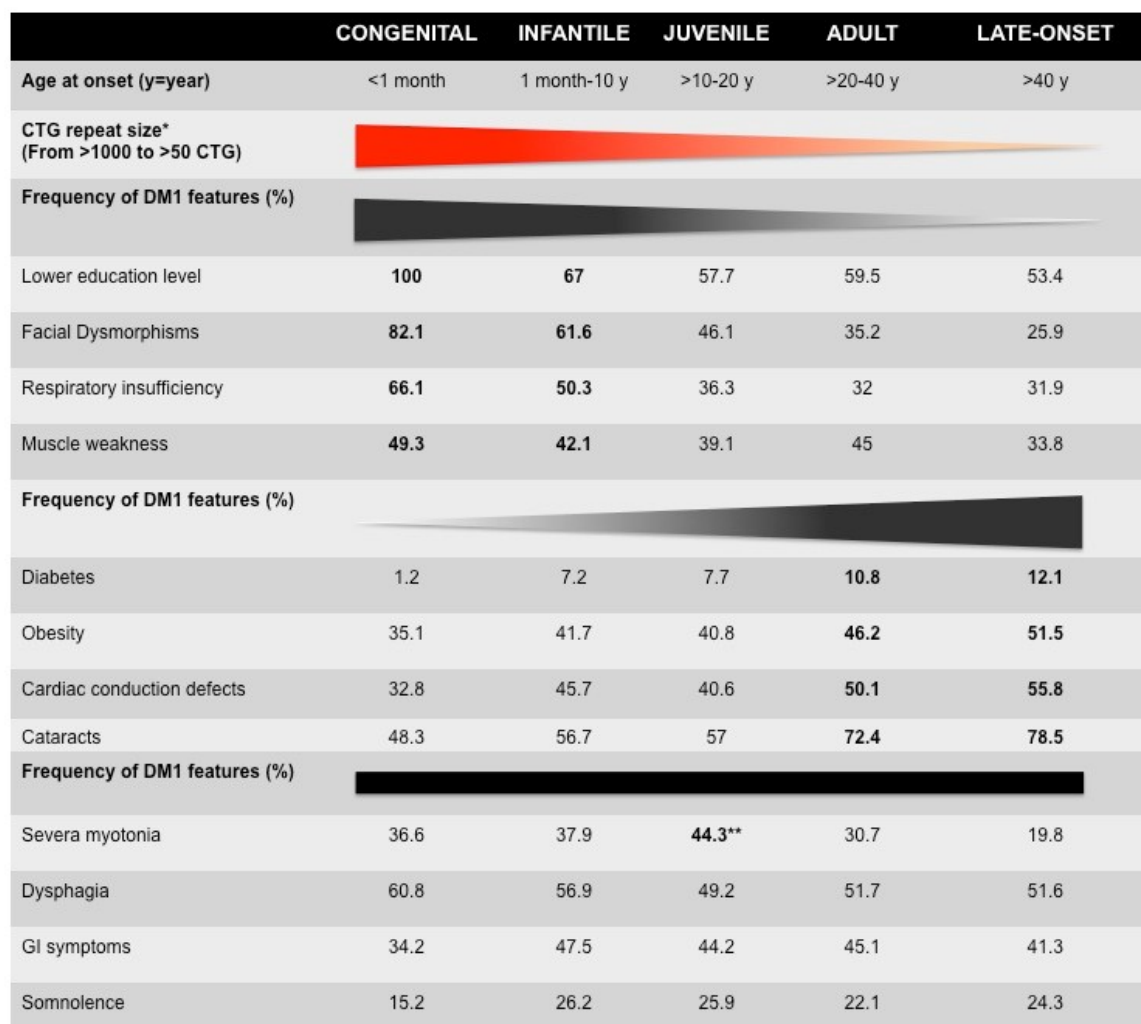 CONGENITAL INFANTILE JUVENILE ADULT LATE-ONSET
Age at onset (y=year) <1 month 1 month-10 y >10-20 y >20-40 y >40 y
CTG repeat size*
(From >1000 to >50 CTG)
Frequency of DM1 features (%)
Lower education level 100 67 57.7 59.5 53.4
Facial Dysmorphisms 82.1 61.6 46.1 35.2 25.9
Respiratory insufficiency 66.1 50.3 36.3 32 31.9
Muscle weakness 49.3 42.1 39.1 45 33.8
Frequency of DM1 features (%)
Diabetes 1.2 7.2 7.7 10.8 12.1
Obesity 35.1 41.7 40.8 46.2 51.5
Cardiac conduction defects 32.8 45.7 40.6 50.1 55.8
Cataracts 48.3 56.7 57 72.4 78.5
Frequency of DM1 features (%)
Severa myotonia 36.6 37.9 44.3** 30.7 19.8
Dysphagia 60.8 56.9 49.2 51.7 51.6
GI symptoms 34.2 47.5 44.2 45.1 41.3
Somnolence 15.2 26.2 25.9 22.1 24.3